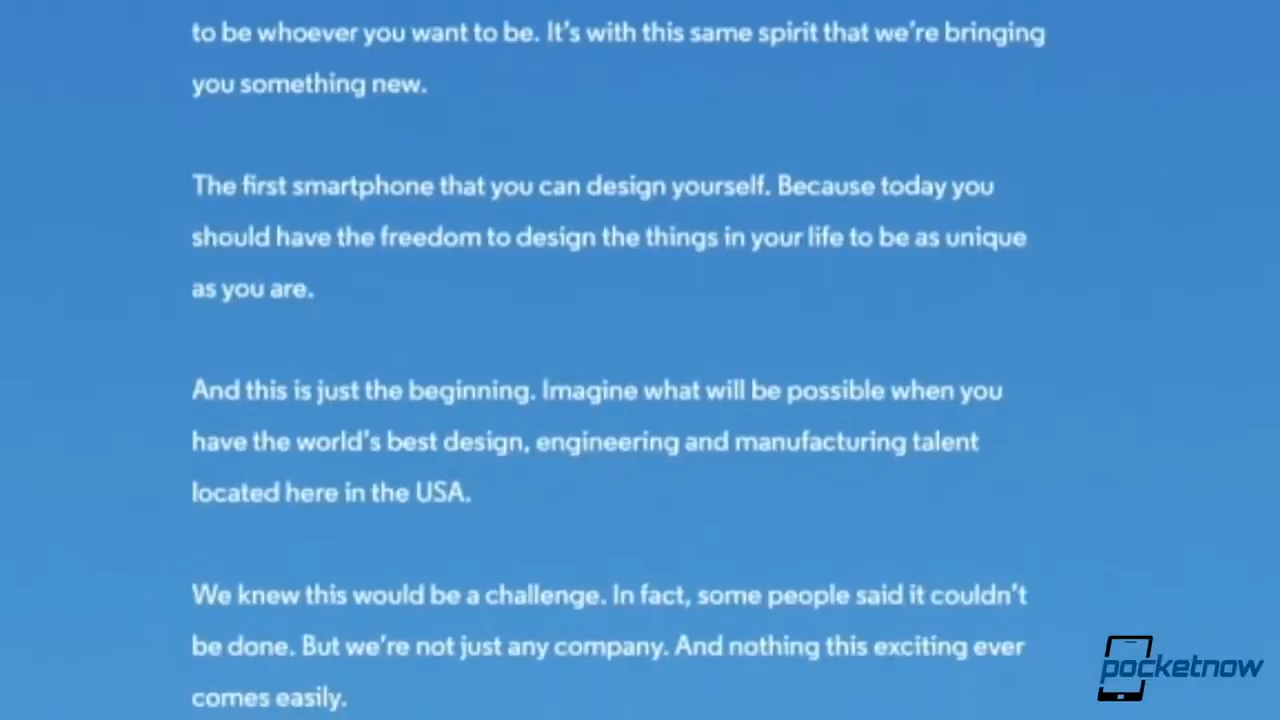 to be whoever you want to be. It's with this same spirit that we're bringing
you something new.
The first smartphone that you can design yourself. Because today you
should have the freedom to design the things in your life to be as unique
as you are.
And this is just the beginning. Imagine what will be possible when you
have the world's best design, engineering and manufacturing talent
located here in the USA.
We knew this would be a challenge. In fact, some people said it couldn't
be done. But we're not just any company. And nothing this exciting ever
comes easily.
pocketnow